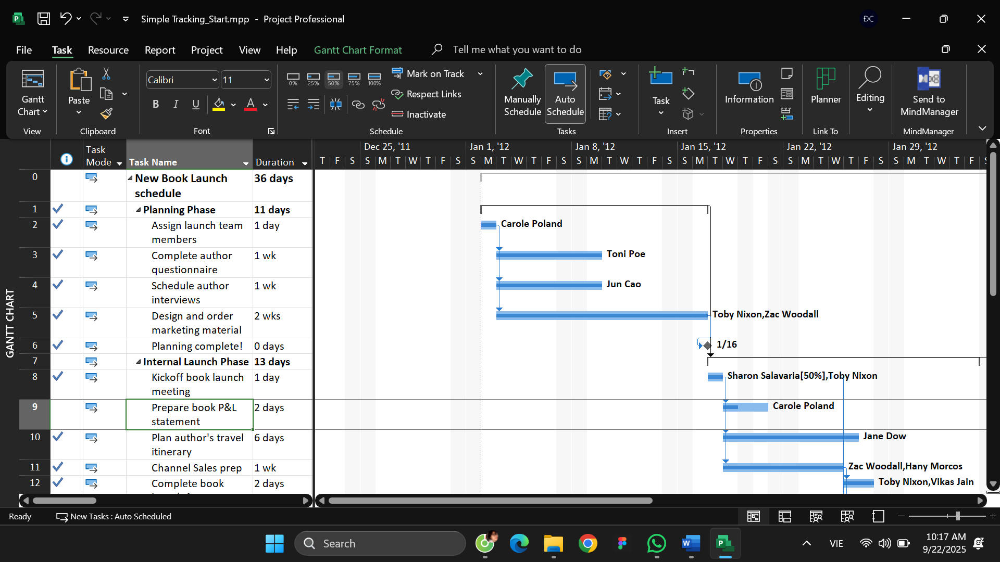 Simple Tracking_Start.mpp - Project Professional
ĐC
File Task Resource Report Project View Help Gantt Chart Format Tell me what you want to do
Gantt Chart
View
Paste
Clipboard
Calibri 11
B I U A
Font
0% 25% 50% 75% 100%
Mark on Track
Respect Links
Inactivate
Schedule
Manually Schedule
Auto Schedule
Tasks
Task
Insert
Information
Properties
Planner
Link To
Editing
Send to MindManager
MindManager
Task Mode Task Name Duration
Dec 25, '11 Jan 1, '12 Jan 8, '12 Jan 15, '12 Jan 22, '12 Jan 29, '12
T F S S M T W T F S S M T W T F S S M T W T F S S M T W T F S S M T W T F S S M T W T F S
GANTT CHART
0 New Book Launch schedule 36 days
1 Planning Phase 11 days
2 Assign launch team members 1 day Carole Poland
3 Complete author questionnaire 1 wk Toni Poe
4 Schedule author interviews 1 wk Jun Cao
5 Design and order marketing material 2 wks Toby Nixon,Zac Woodall
6 Planning complete! 0 days 1/16
7 Internal Launch Phase 13 days
8 Kickoff book launch meeting 1 day Sharon Salavaria[50%],Toby Nixon
9 Prepare book P&L statement 2 days Carole Poland
10 Plan author's travel itinerary 6 days Jane Dow
11 Channel Sales prep 1 wk Zac Woodall,Hany Morcos
12 Complete book 2 days Toby Nixon,Vikas Jain
Ready New Tasks : Auto Scheduled
Search
VIE
10:17 AM
9/22/2025